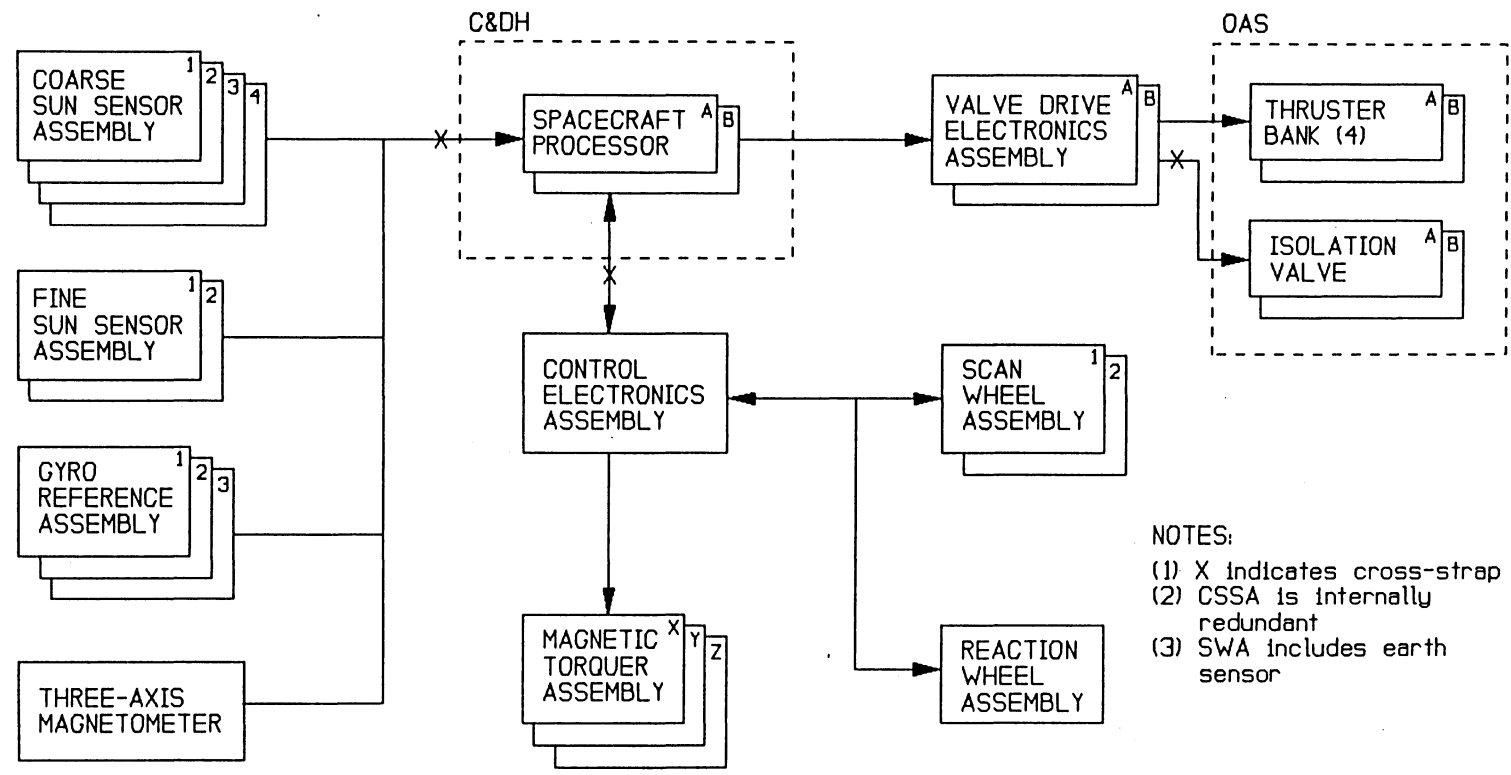 C&DH
OAS
COARSE
SUN SENSOR
ASSEMBLY
1
2
3
4
SPACECRAFT
PROCESSOR
A
B
VALVE DRIVE
ELECTRONICS
ASSEMBLY
A
B
THRUSTER
BANK (4)
A
B
X
X
ISOLATION
VALVE
A
B
X
FINE
SUN SENSOR
ASSEMBLY
1
2
CONTROL
ELECTRONICS
ASSEMBLY
SCAN
WHEEL
ASSEMBLY
1
2
GYRO
REFERENCE
ASSEMBLY
1
2
3
THREE-AXIS
MAGNETOMETER
MAGNETIC
TORQUER
ASSEMBLY
X
Y
Z
REACTION
WHEEL
ASSEMBLY
NOTES:
(1) X indicates cross-strap
(2) CSSA is internally
redundant
(3) SWA includes earth
sensor